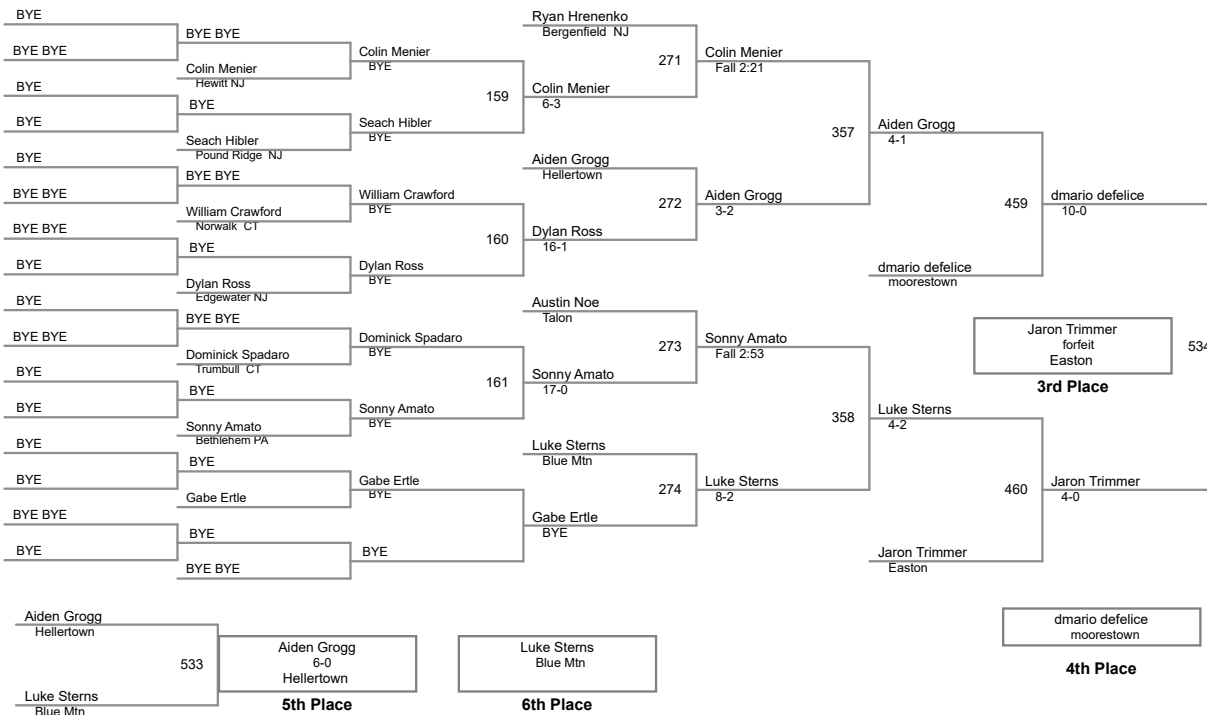 BYE
BYE BYE
BYE
BYE
BYE
BYE BYE
BYE BYE
BYE
BYE
BYE BYE
BYE
BYE
BYE
BYE
BYE BYE
BYE
BYE BYE
Colin Menier
Hewitt NJ
BYE
Seach Hibler
Pound Ridge NJ
BYE BYE
William Crawford
Norwalk CT
BYE
Dylan Ross
Edgewater NJ
BYE BYE
Dominick Spadaro
Trumbull CT
BYE
Sonny Amato
Bethlehem PA
BYE
Gabe Ertle
BYE
BYE BYE
Colin Menier
BYE
159
Seach Hibler
BYE
William Crawford
BYE
160
Dylan Ross
BYE
Dominick Spadaro
BYE
161
Sonny Amato
BYE
Gabe Ertle
BYE
BYE
Ryan Hrenenko
Bergenfield NJ
271
Colin Menier
6-3
Aiden Grogg
Hellertown
272
Dylan Ross
16-1
Austin Noe
Talon
273
Sonny Amato
17-0
Luke Sterns
Blue Mtn
274
Gabe Ertle
BYE
Colin Menier
Fall 2:21
357
Aiden Grogg
3-2
Sonny Amato
Fall 2:53
358
Luke Sterns
8-2
Aiden Grogg
4-1
459
dmario defelice
moorestown
Luke Sterns
4-2
460
Jaron Trimmer
Easton
dmario defelice
10-0
Jaron Trimmer
forfeit
Easton
534
3rd Place
Jaron Trimmer
4-0
dmario defelice
moorestown
4th Place
Aiden Grogg
Hellertown
533
Luke Sterns
Blue Mtn
Aiden Grogg
6-0
Hellertown
5th Place
Luke Sterns
Blue Mtn
6th Place